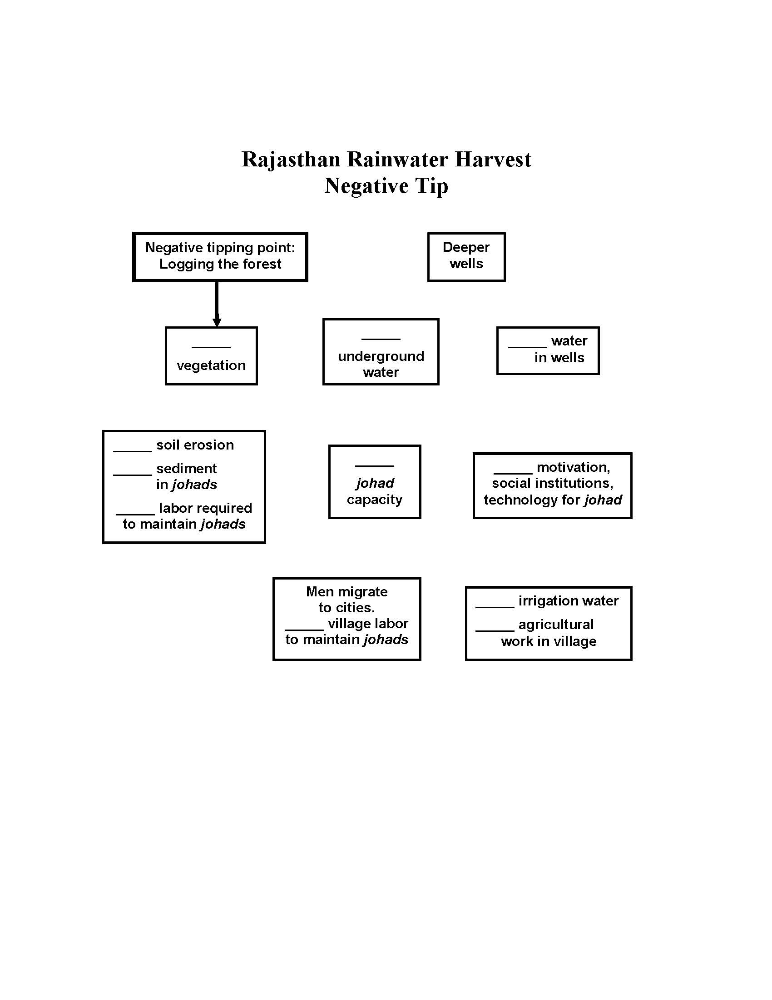 Rajasthan Rainwater Harvest
Negative Tip
Negative tipping point:
Logging the forest
Deeper
wells
_____
vegetation
_____
underground
water
_____ water
in wells
_____ soil erosion
_____ sediment
in johads
_____ labor required
to maintain johads
_____
johad
capacity
_____ motivation,
social institutions,
technology for johad
Men migrate
to cities.
_____ village labor
to maintain johads
_____ irrigation water
_____ agricultural
work in village